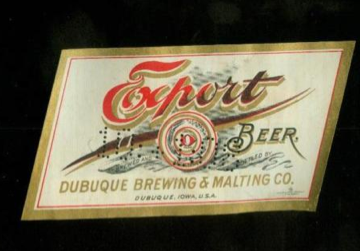 Export
BEER.
D
DUBUQUE BREWING & MALTING CO.
DUBUQUE, IOWA, U.S.A.